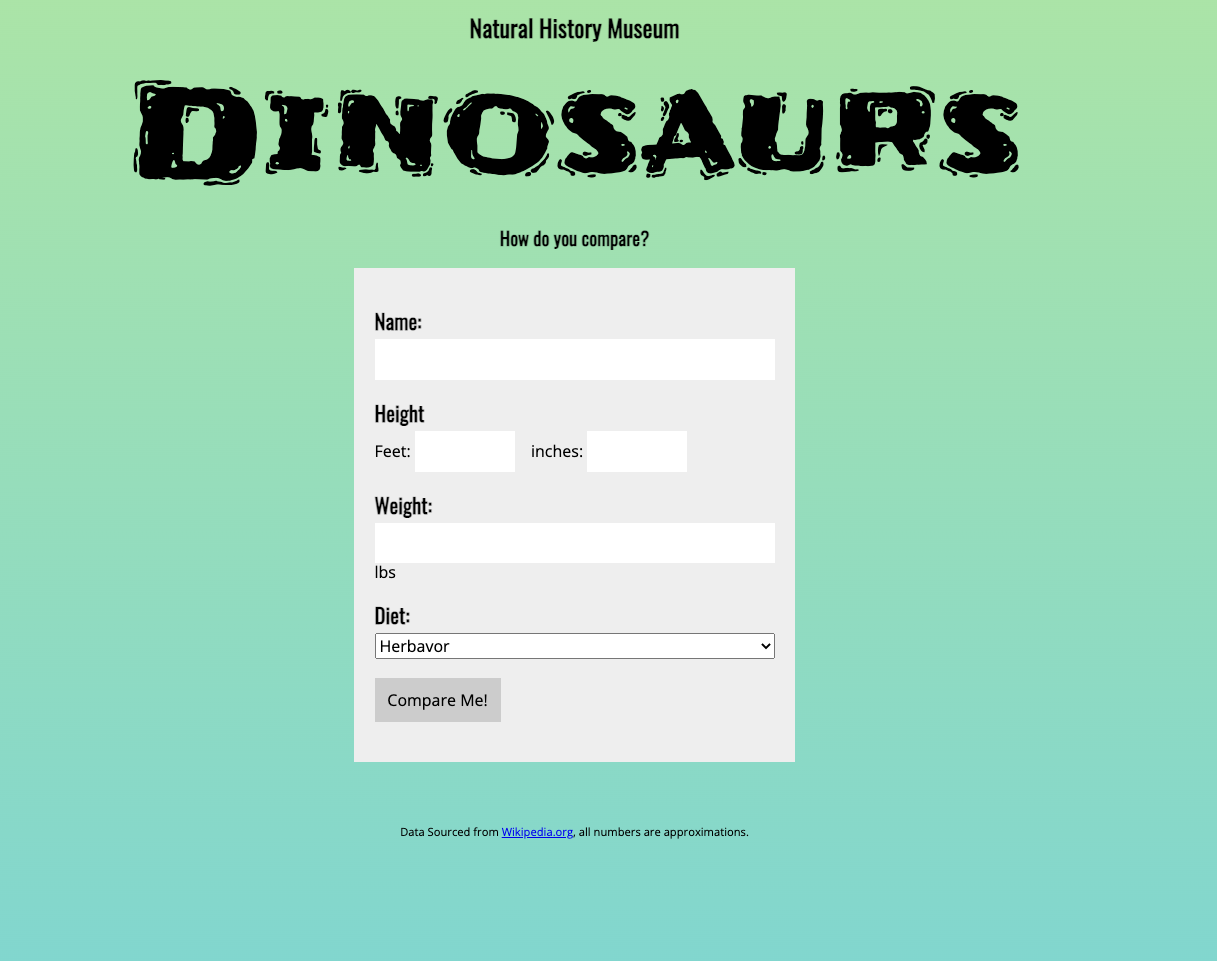 Natural History Museum
DINOSAURS
How do you compare?
Name:
Height
Feet: inches:
Weight:
lbs
Diet:
Herbavor
Compare Me!
Data Sourced from Wikipedia.org, all numbers are approximations.